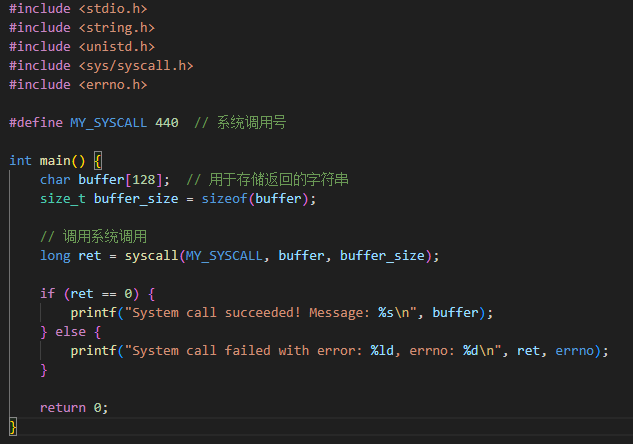 #include <stdio.h>
#include <string.h>
#include <unistd.h>
#include <sys/syscall.h>
#include <errno.h>
#define MY_SYSCALL 440  // 系统调用号
int main() {
    char buffer[128];  // 用于存储返回的字符串
    size_t buffer_size = sizeof(buffer);
    // 调用系统调用
    long ret = syscall(MY_SYSCALL, buffer, buffer_size);
    if (ret == 0) {
        printf("System call succeeded! Message: %s\n", buffer);
    } else {
        printf("System call failed with error: %ld, errno: %d\n", ret, errno);
    }
    return 0;
}